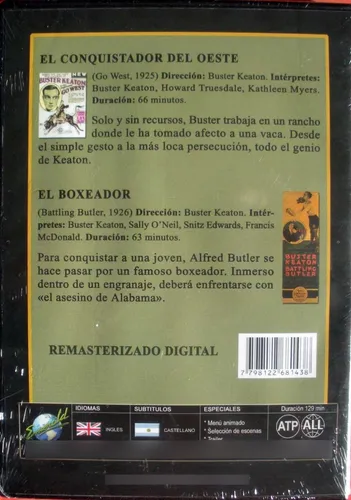 EL CONQUISTADOR DEL OESTE
BUSTER KEATON
GO WEST
(Go West, 1925) Dirección: Buster Keaton. Intérpretes:
Buster Keaton, Howard Truesdale, Kathleen Myers.
Duración: 66 minutos.
Solo y sin recursos, Buster trabaja en un rancho
donde le ha tomado afecto a una vaca. Desde
el simple gesto a la más loca persecución, todo el genio
de Keaton.
EL BOXEADOR
(Battling Butler, 1926) Dirección: Buster Keaton. Intér-
pretes: Buster Keaton, Sally O'Neil, Snitz Edwards, Francis
McDonald. Duración: 63 minutos.
Para conquistar a una joven, Alfred Butler se
hace pasar por un famoso boxeador. Inmerso
dentro de un engranaje, deberá enfrentarse con
«el asesino de Alabama».
BUSTER
KEATON
BATTLING
BUTLER
REMASTERIZADO DIGITAL
7 798122 681438
IDIOMAS
INGLES
SUBTITULOS
CASTELLANO
ESPECIALES
• Menú animado
• Selección de escenas
• Trailer
Duración 129 min.
ATP
ALL